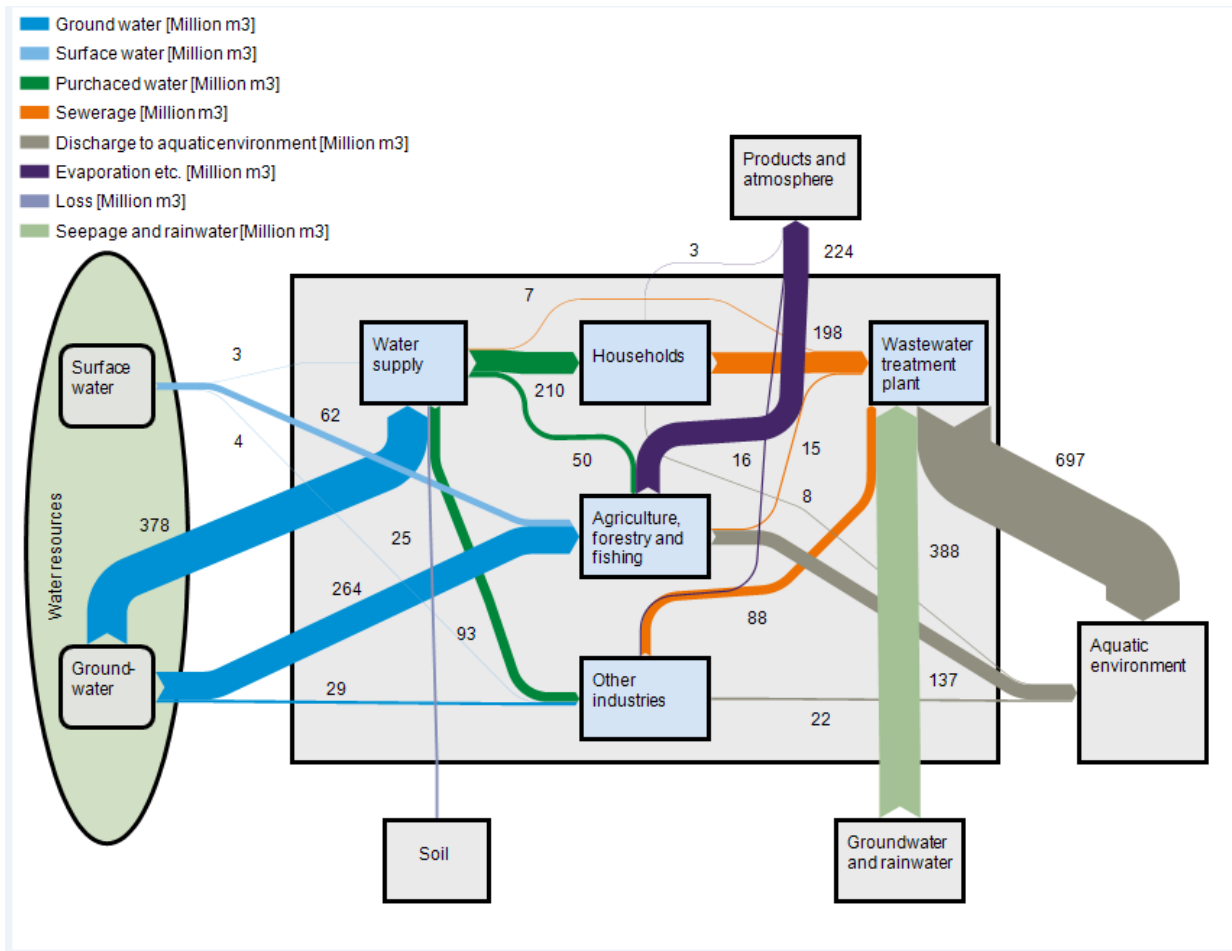 Ground water [Million m3]
Surface water [Million m3]
Purchaced water [Million m3]
Sewerage [Million m3]
Discharge to aquatic environment [Million m3]
Evaporation etc. [Million m3]
Loss [Million m3]
Seepage and rainwater [Million m3]
Products and
atmosphere
3
224
7
Water
supply
Households
198
Wastewater
treatment
plant
3
Surface
water
62
210
4
50
16
15
697
8
Water resources
378
25
Agriculture,
forestry and
fishing
388
264
93
88
Ground-
water
29
Other
industries
137
22
Aquatic
environment
Soil
Groundwater
and rainwater